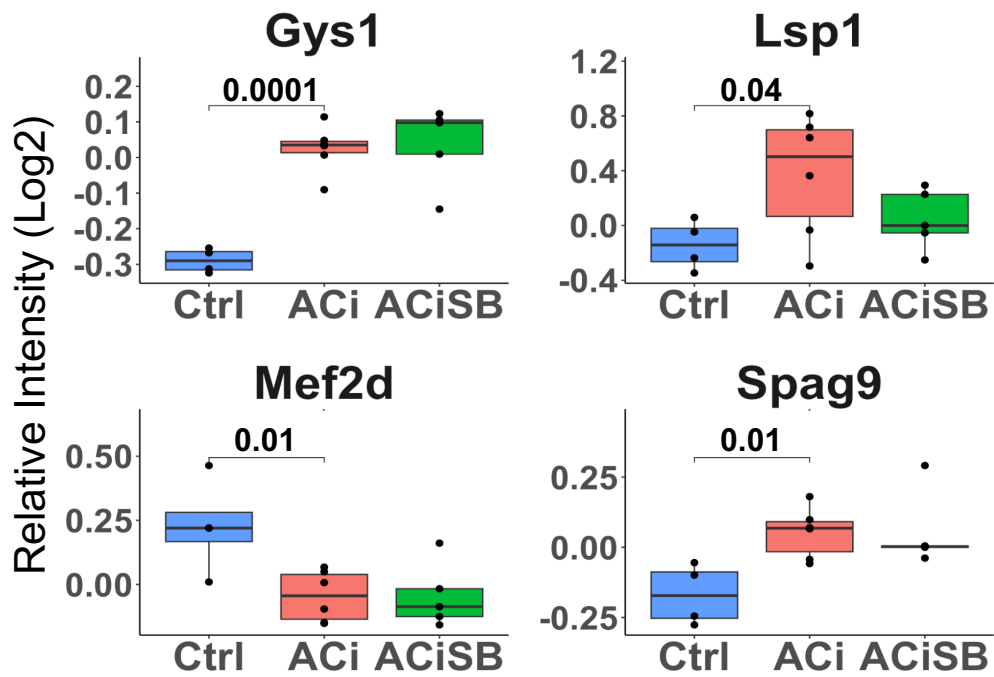 Relative Intensity (Log2)
Gys1
0.0001
0.2
0.1
0.0
-0.1
-0.2
-0.3
Ctrl ACi ACiSB
Lsp1
0.04
1.2
0.8
0.4
0.0
-0.4
Ctrl ACi ACiSB
Mef2d
0.01
0.50
0.25
0.00
Ctrl ACi ACiSB
Spag9
0.01
0.25
0.00
-0.25
Ctrl ACi ACiSB